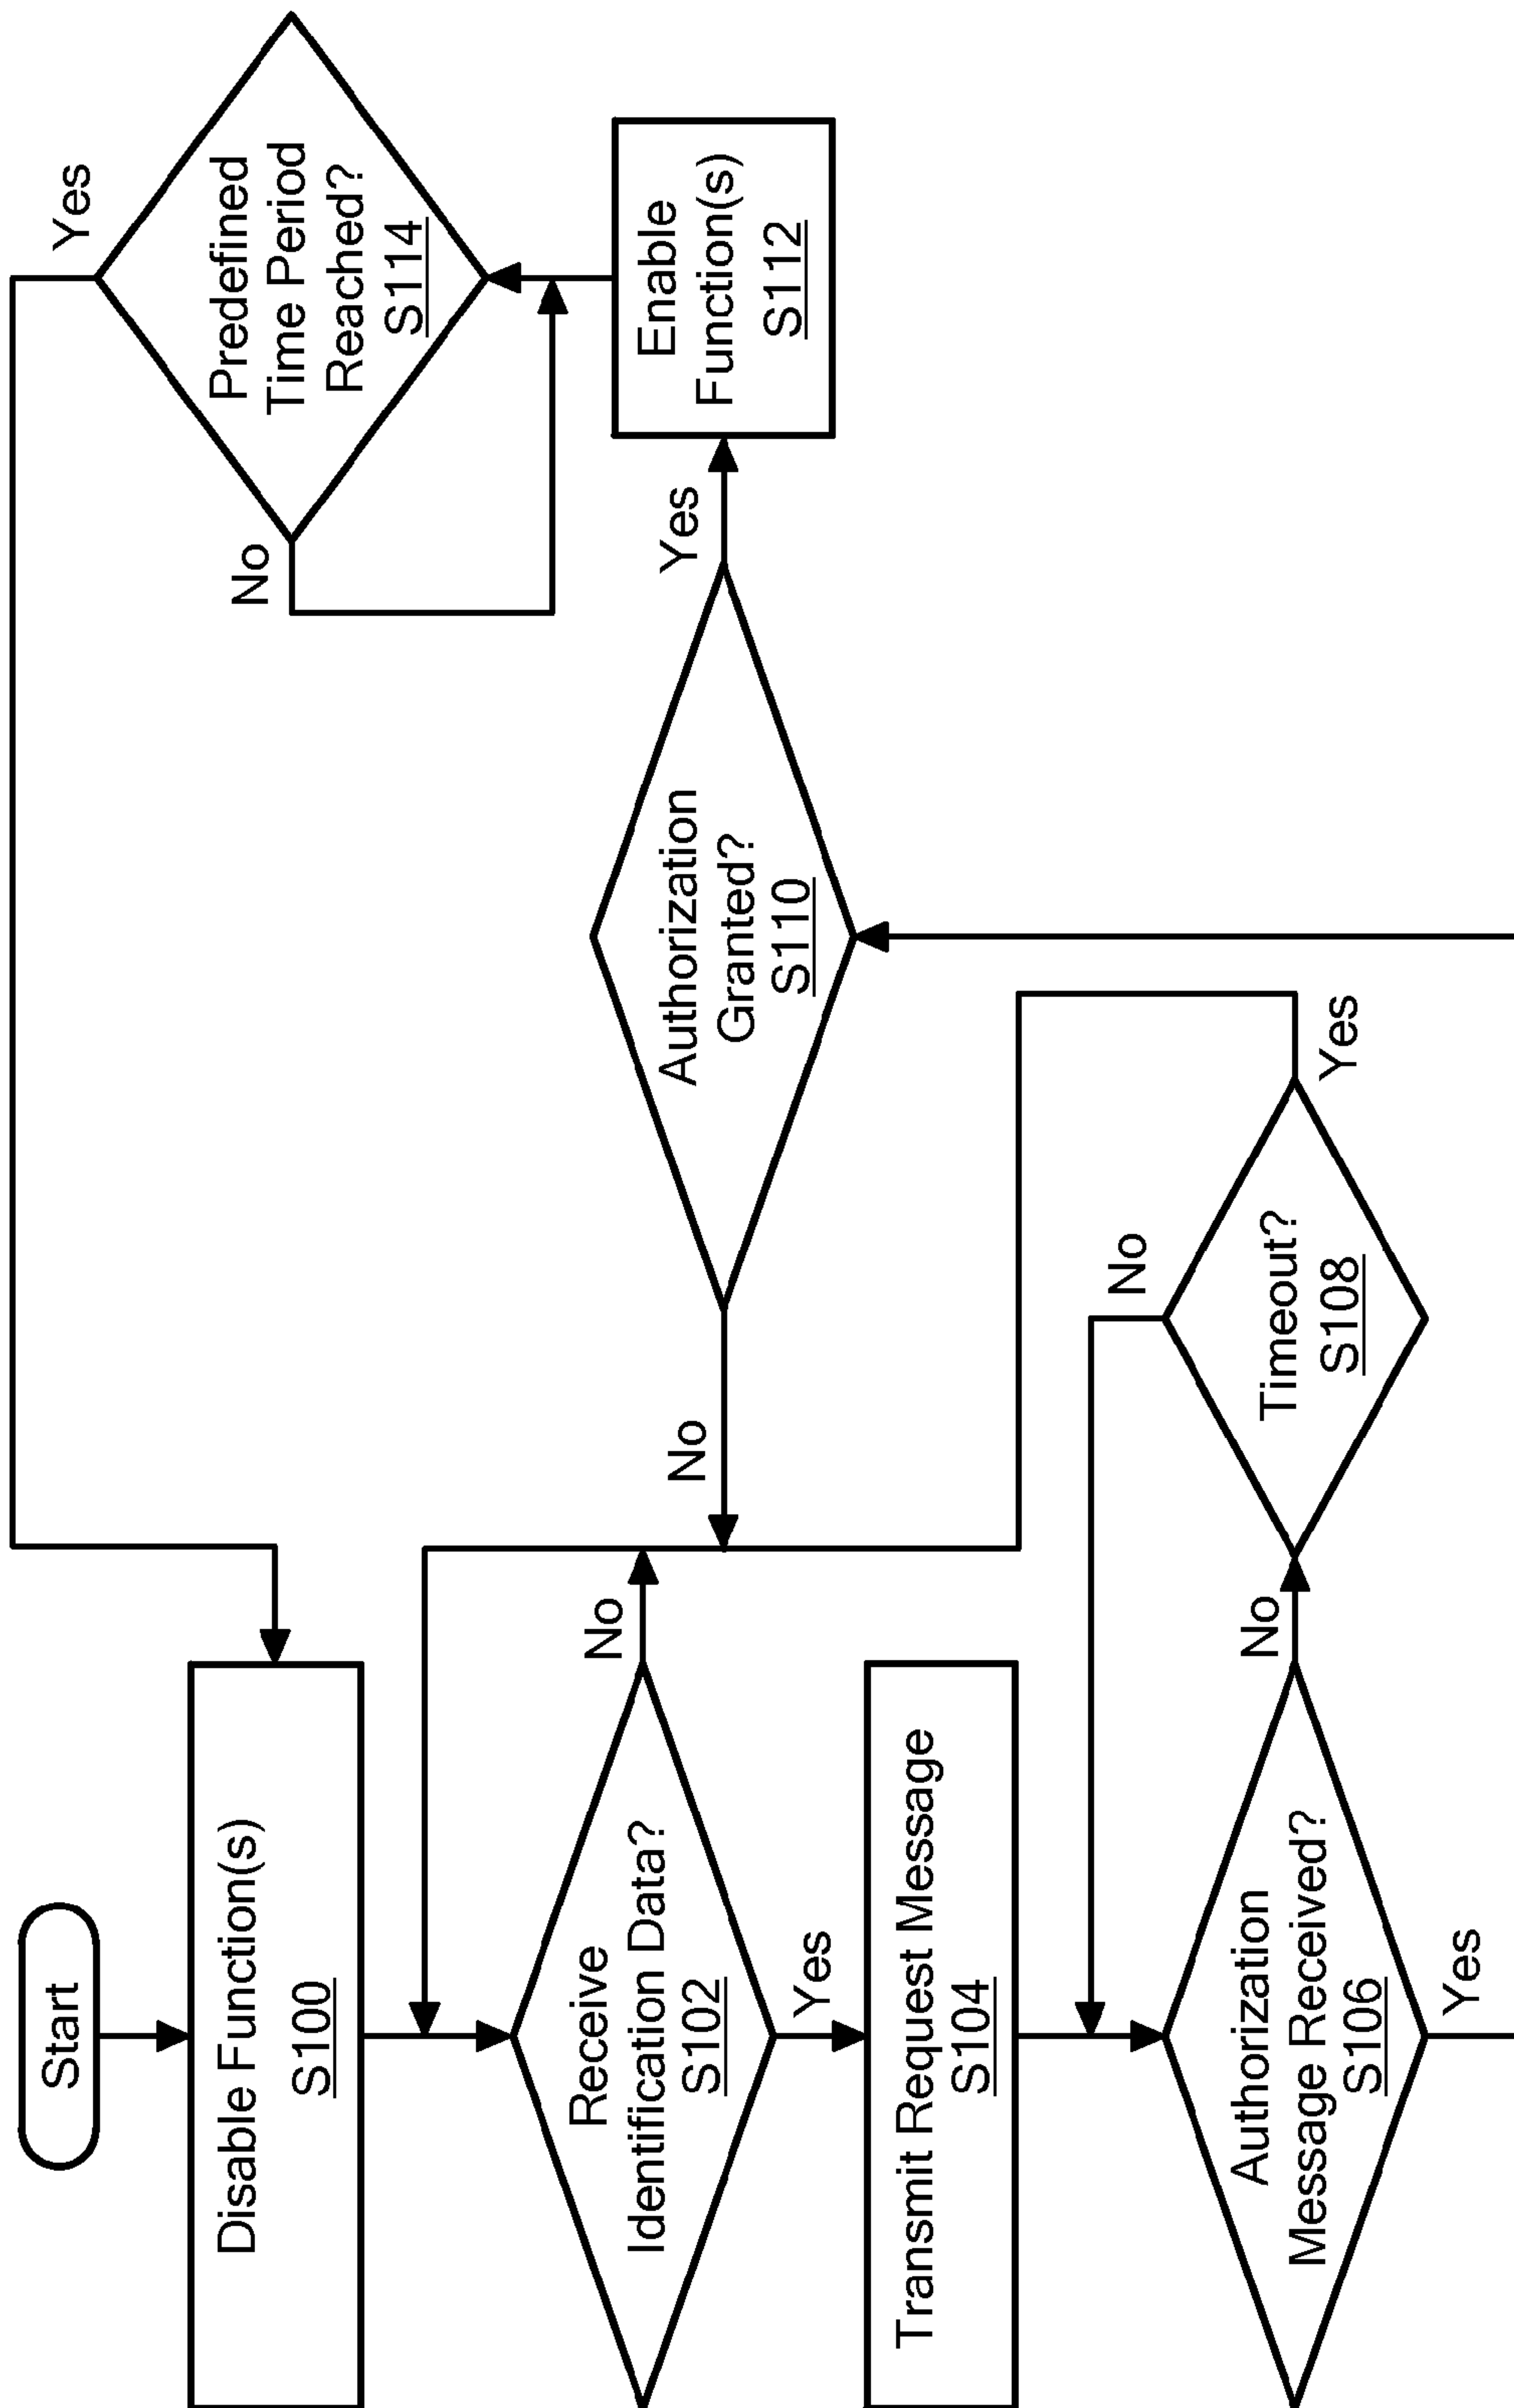 Start
Disable Function(s)
S100
Receive
Identification Data?
S102
No
Yes
Transmit Request Message
S104
Authorization
Message Received?
S106
No
Yes
Timeout?
S108
No
Yes
Authorization
Granted?
S110
No
Yes
Enable
Function(s)
S112
Predefined
Time Period
Reached?
S114
No
Yes